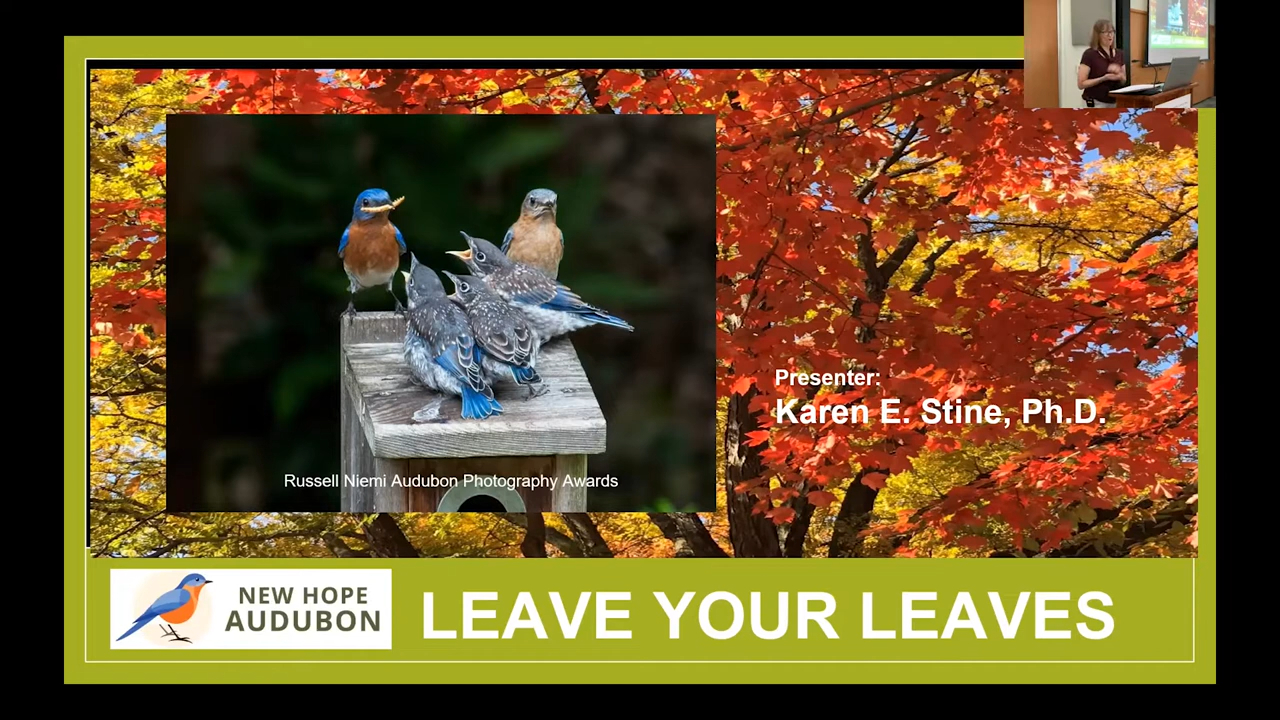 Presenter:
Karen E. Stine, Ph.D.
Russell Niemi Audubon Photography Awards
NEW HOPE
AUDUBON
LEAVE YOUR LEAVES